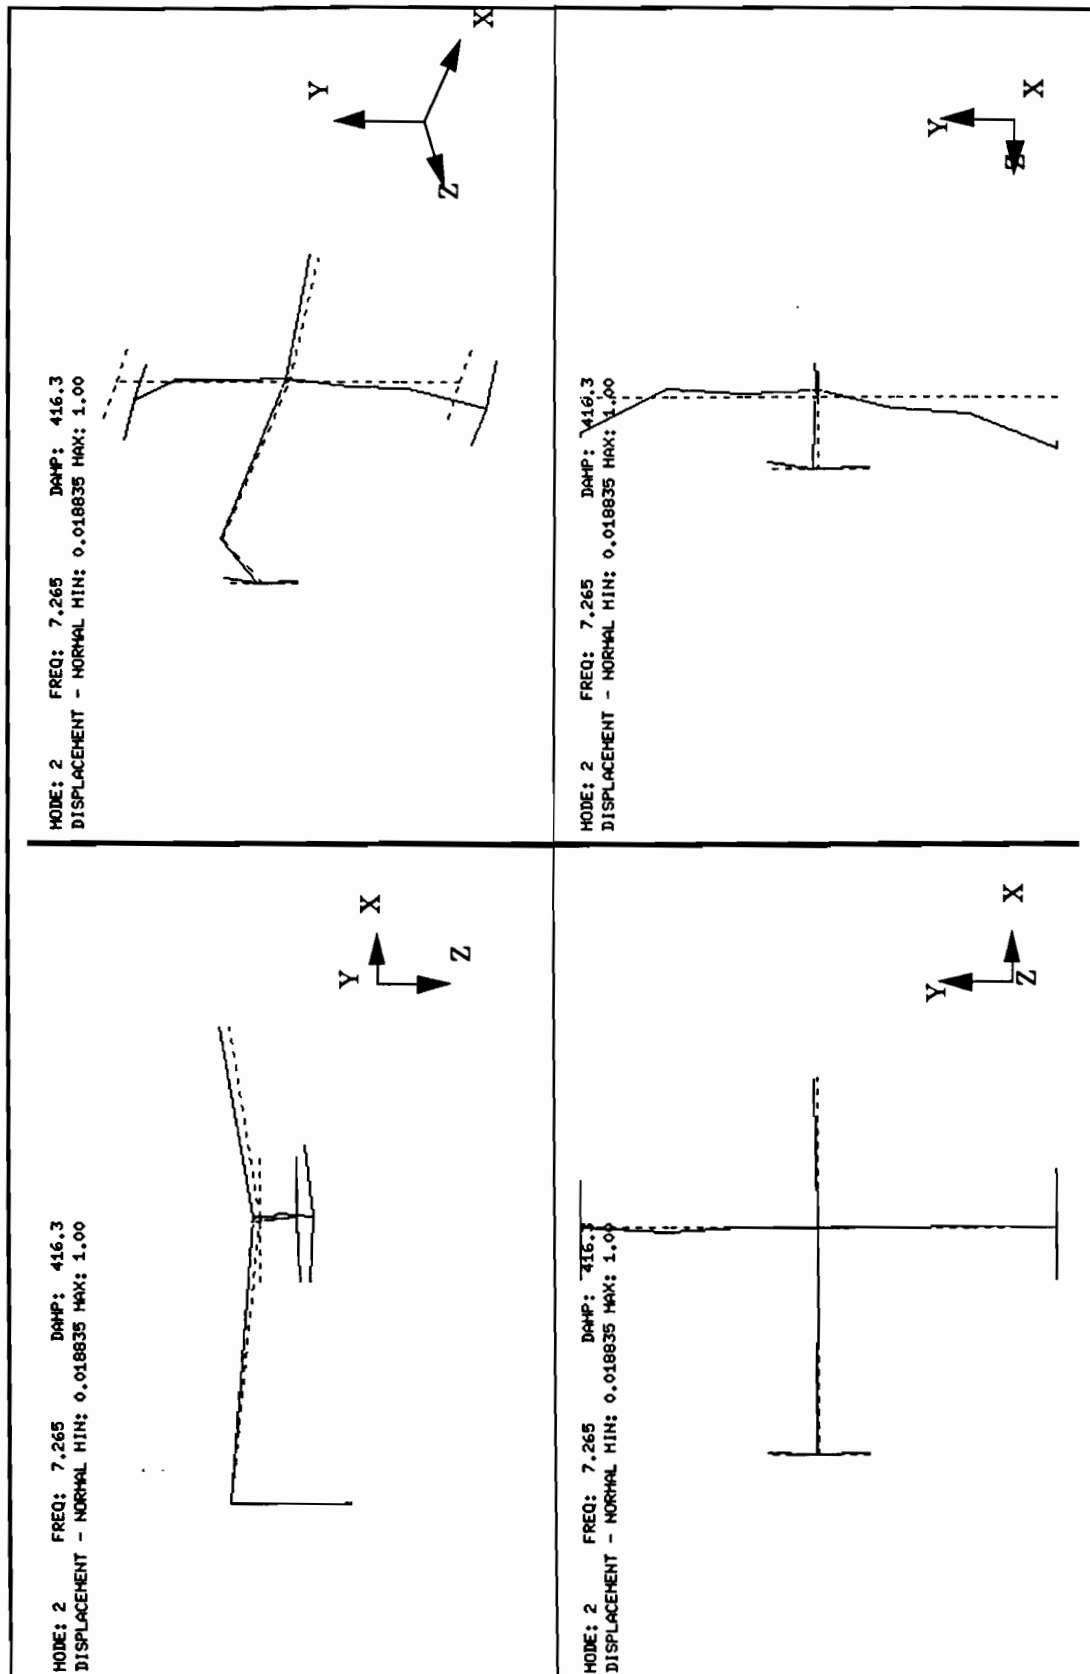 MODE: 2 FREQ: 7.265 DAMP: 416.3
DISPLACEMENT - NORMAL MIN: 0.018835 MAX: 1.00
Y
X
Z
MODE: 2 FREQ: 7.265 DAMP: 416.3
DISPLACEMENT - NORMAL MIN: 0.018835 MAX: 1.00
Y
X
Z
MODE: 2 FREQ: 7.265 DAMP: 416.3
DISPLACEMENT - NORMAL MIN: 0.018835 MAX: 1.00
Y
X
Z
MODE: 2 FREQ: 7.265 DAMP: 416.3
DISPLACEMENT - NORMAL MIN: 0.018835 MAX: 1.00
Y
X
Z